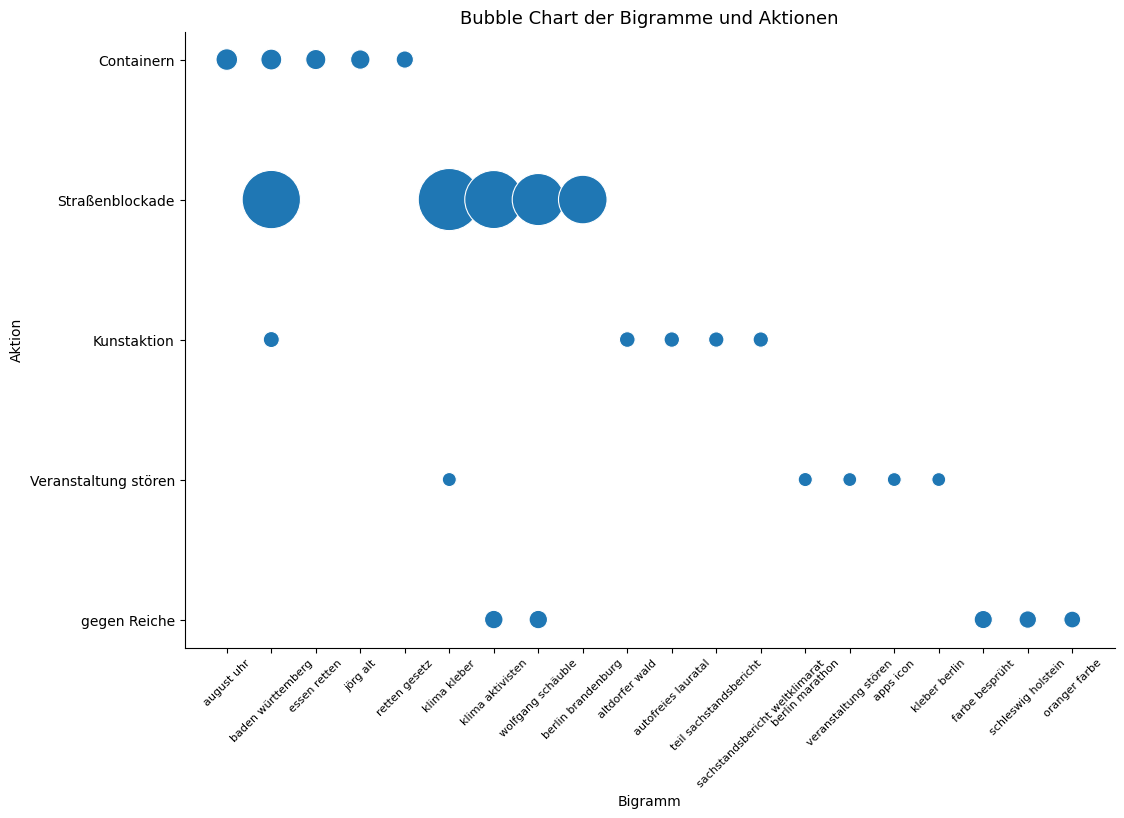 Bubble Chart der Bigramme und Aktionen
Aktion
Containern
Straßenblockade
Kunstaktion
Veranstaltung stören
gegen Reiche
august uhr
baden württemberg
essen retten
jörg alt
retten gesetz
klima kleber
klima aktivisten
wolfgang schäuble
berlin brandenburg
altdorfer wald
autofreies lauratal
teil sachstandsbericht
sachstandsbericht weltklimarat
berlin marathon
veranstaltung stören
apps icon
kleber berlin
farbe besprüht
schleswig holstein
oranger farbe
Bigramm